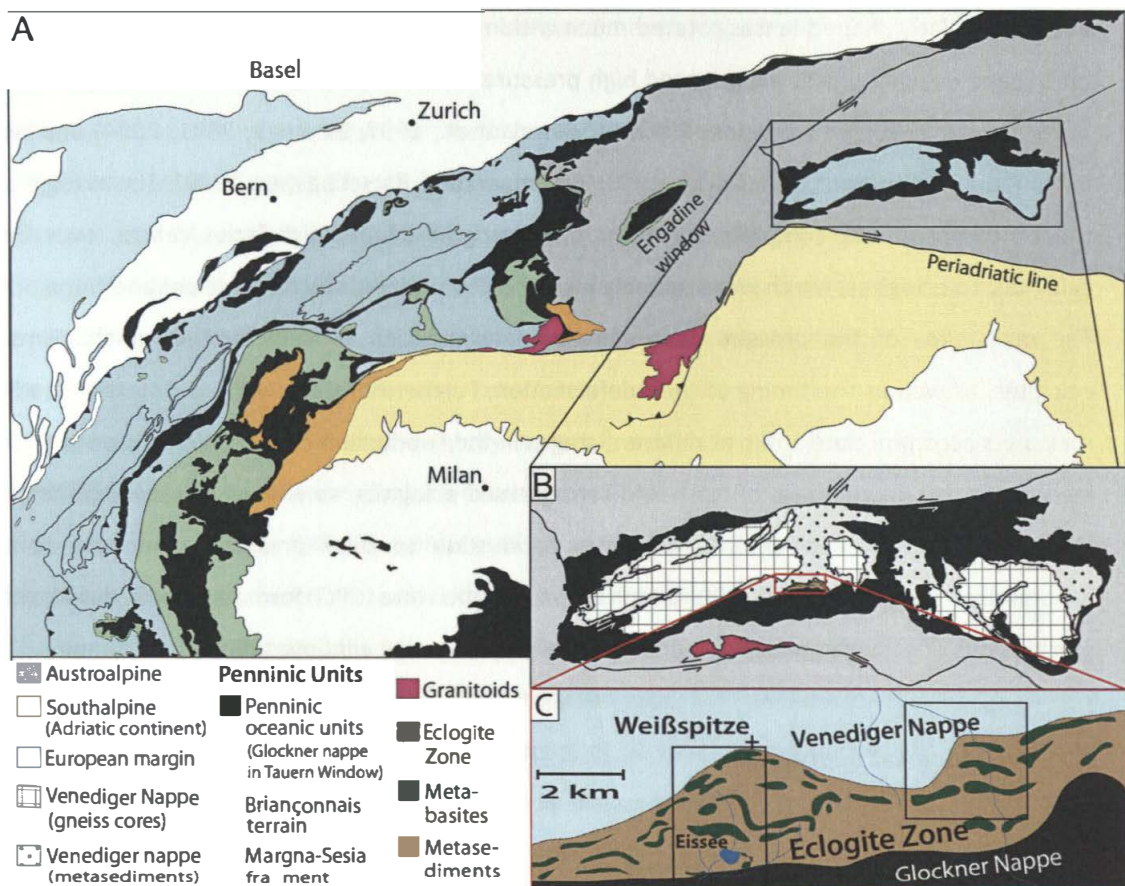 A
Basel
Zurich
Bern
Engadine
window
Periadriatic line
Milan
B
C
Weißspitze
Venediger Nappe
2 km
Eissee
Eclogite Zone
Glockner Nappe
Austroalpine
Southalpine
(Adriatic continent)
European margin
Venediger Nappe
(gneiss cores)
Venediger nappe
(metasediments)
Penninic Units
Penninic
oceanic units
(Glockner nappe
in Tauern Window)
Briançonnais
terrain
Margna-Sesia
fra ment
Granitoids
Eclogite
Zone
Meta-
basites
Metase-
diments